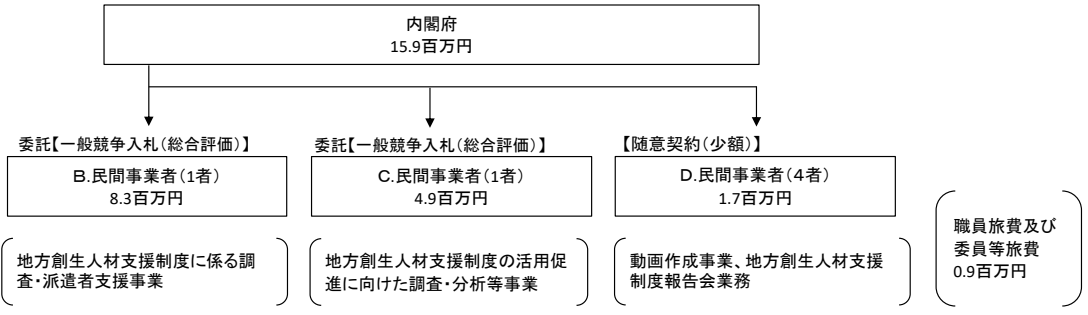 内閣府
15.9百万円
委託【一般競争入札(総合評価)】
B.民間事業者(1者)
8.3百万円
地方創生人材支援制度に係る調
査・派遣者支援事業
委託【一般競争入札(総合評価)】
C.民間事業者(1者)
4.9百万円
地方創生人材支援制度の活用促
進に向けた調査・分析等事業
【随意契約(少額)】
D.民間事業者(4者)
1.7百万円
動画作成事業、地方創生人材支援
制度報告会業務
職員旅費及び
委員等旅費
0.9百万円